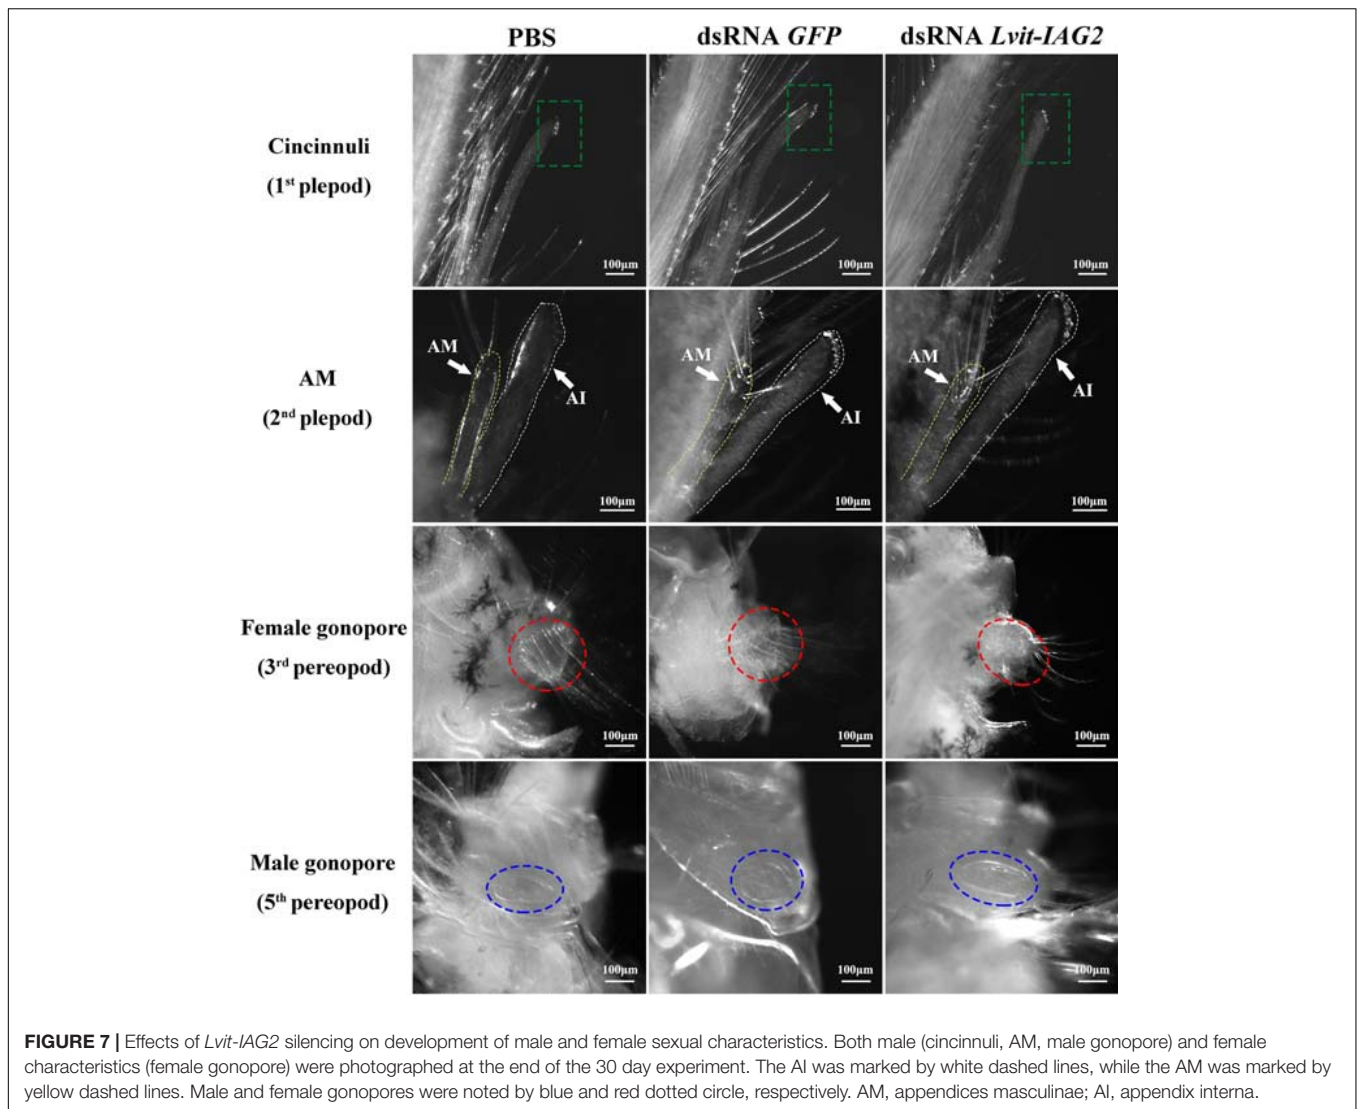 PBS dsRNA GFP dsRNA Lvit-IAG2
Cincinnuli
(1st plepod)
100μm 100μm 100μm
AM
(2nd plepod)
AM AI AM AI AM AI
100μm 100μm 100μm
Female gonopore
(3rd pereopod)
100μm 100μm 100μm
Male gonopore
(5th pereopod)
100μm 100μm 100μm
FIGURE 7 | Effects of Lvit-IAG2 silencing on development of male and female sexual characteristics. Both male (cincinnuli, AM, male gonopore) and female
characteristics (female gonopore) were photographed at the end of the 30 day experiment. The AI was marked by white dashed lines, while the AM was marked by
yellow dashed lines. Male and female gonopores were noted by blue and red dotted circle, respectively. AM, appendices masculinae; AI, appendix interna.